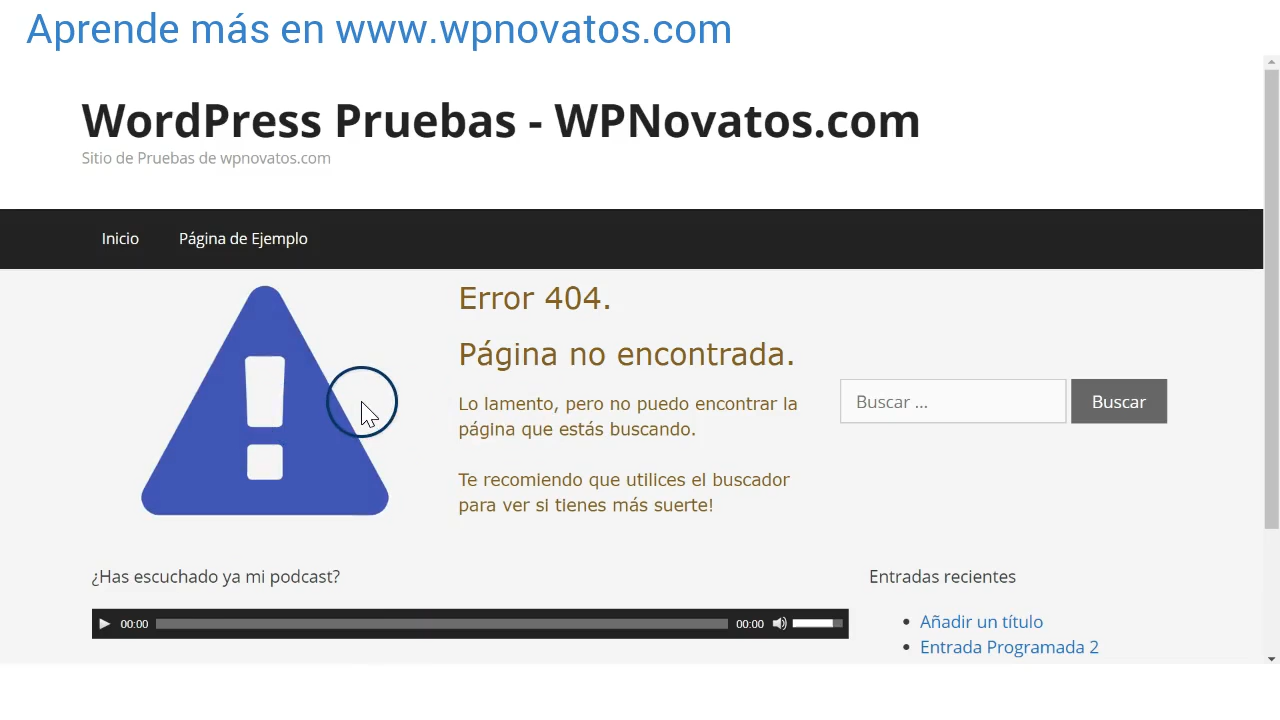 Aprende más en www.wpnovatos.com
WordPress Pruebas - WPNovatos.com
Sitio de Pruebas de wpnovatos.com
Inicio
Página de Ejemplo
Error 404.
Página no encontrada.
Lo lamento, pero no puedo encontrar la
página que estás buscando.
Te recomiendo que utilices el buscador
para ver si tienes más suerte!
Buscar ...
Buscar
¿Has escuchado ya mi podcast?
00:00
00:00
Entradas recientes
Añadir un título
Entrada Programada 2